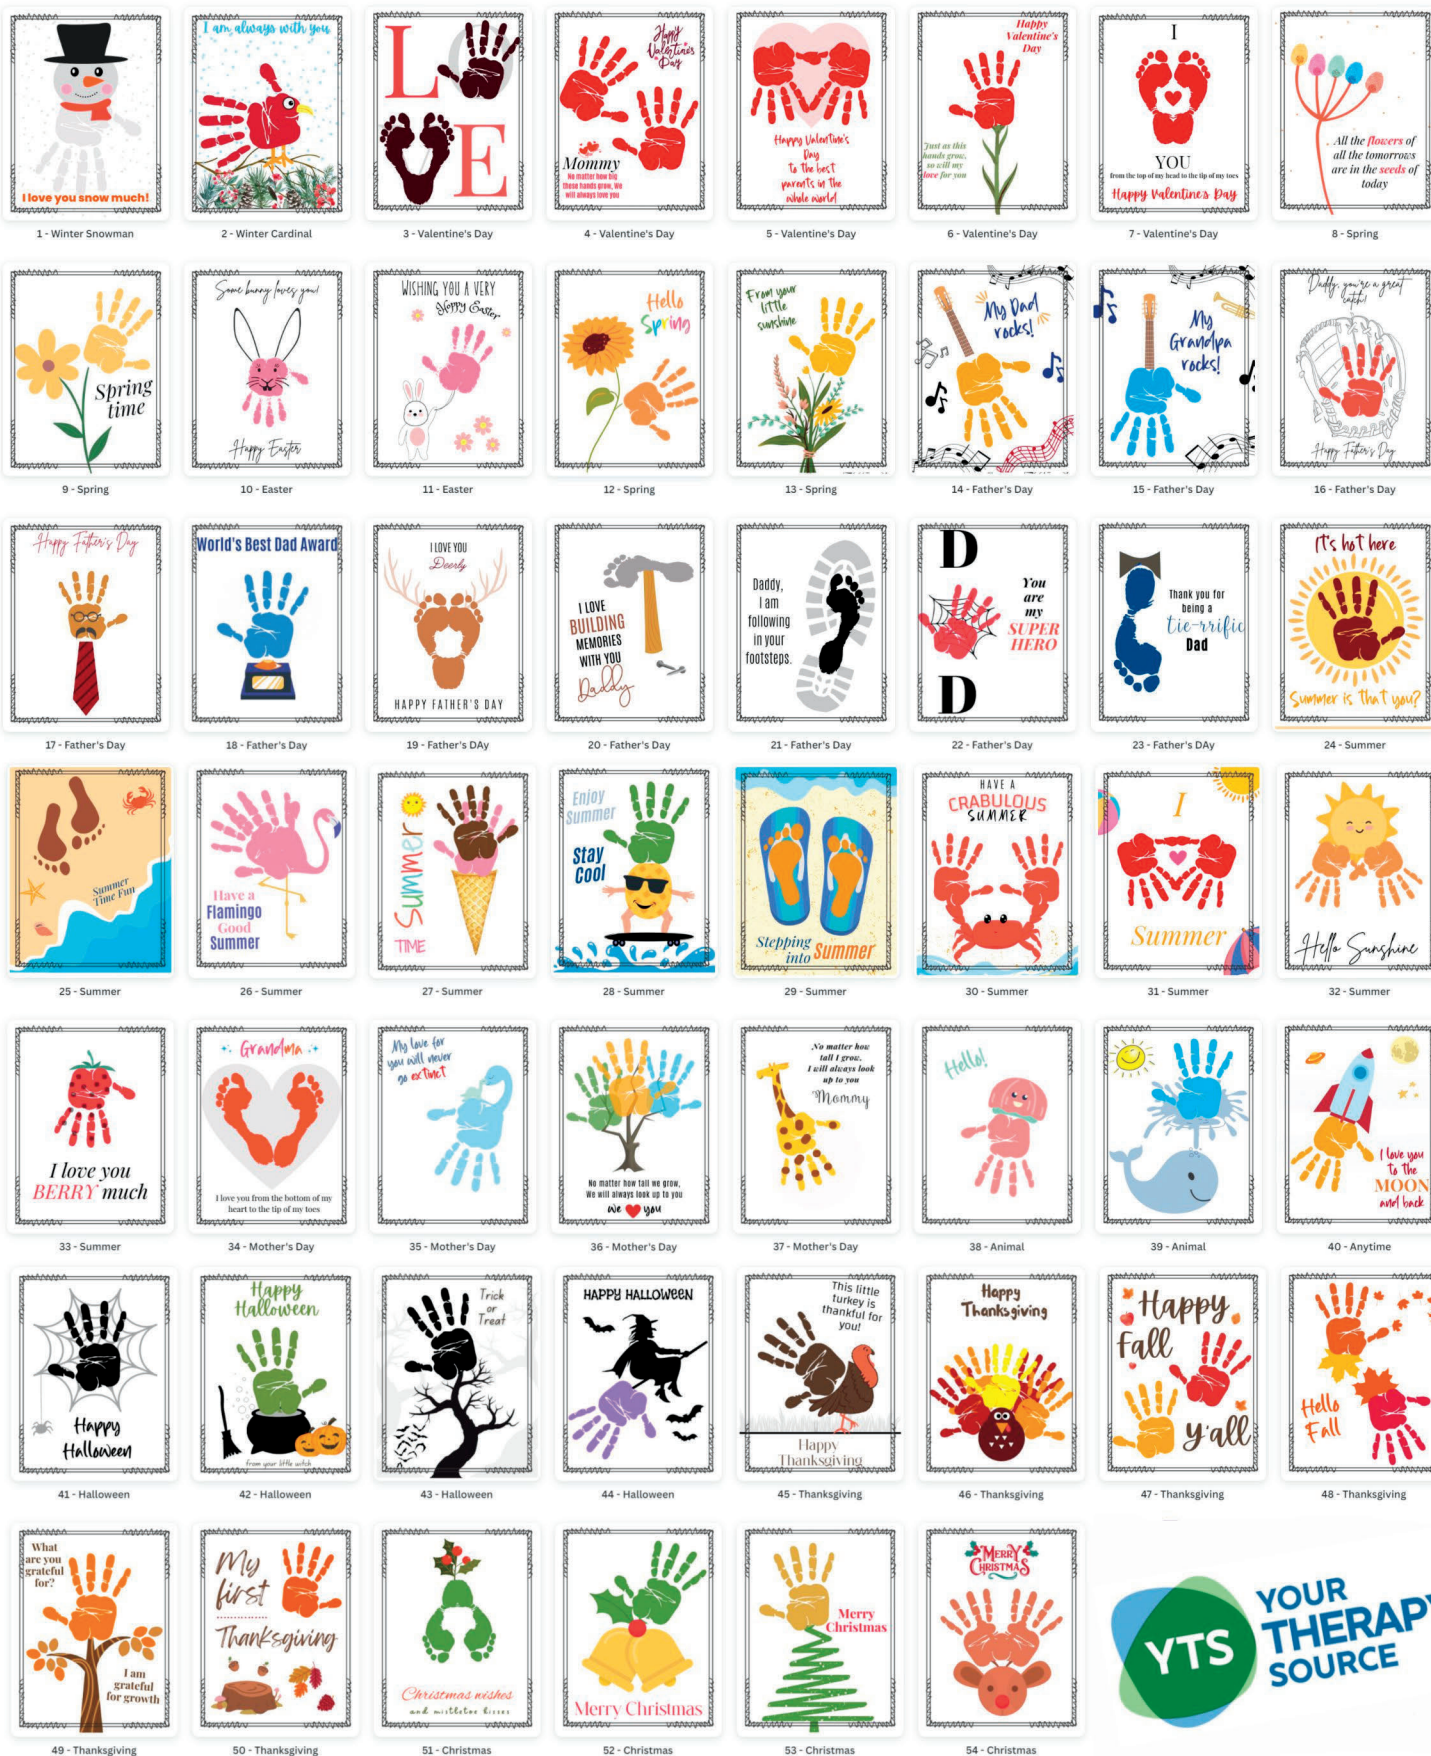 I love you snow much!
1 - Winter Snowman
I am always with you
2 - Winter Cardinal
L
E
3 - Valentine's Day
Happy
Valentine's
Day
Mommy
No matter how big
these hands grow, We
will always love you
4 - Valentine's Day
Happy Valentine's
Day
to the best
parents in the
whole world
5 - Valentine's Day
Happy
Valentine's
Day
Just as this
hands grow,
so will my
love for you
6 - Valentine's Day
I
YOU
from the top of my head to the tip of my toes
Happy Valentine's Day
7 - Valentine's Day
All the flowers of
all the tomorrows
are in the seeds of
today
8 - Spring
Spring
time
9 - Spring
Some bunny loves you!
Happy Easter
10 - Easter
WISHING YOU A VERY
Hoppy Easter
11 - Easter
Hello
Spring
12 - Spring
From your
little
sunshine
13 - Spring
My Dad
rocks!
14 - Father's Day
My
Grandpa
rocks!
15 - Father's Day
Daddy, you're a great
catch!
Happy Father's Day
16 - Father's Day
Happy Father's Day
17 - Father's Day
World's Best Dad Award
18 - Father's Day
I LOVE YOU
Deerly
HAPPY FATHER'S DAY
19 - Father's DAy
I LOVE
BUILDING
MEMORIES
WITH YOU
Daddy
20 - Father's Day
Daddy,
I am
following
in your
footsteps.
21 - Father's Day
D
You
are
my
SUPER
HERO
D
22 - Father's Day
Thank you for
being a
tie-rrific
Dad
23 - Father's DAy
It's hot here
Summer is that you?
24 - Summer
Summer
Time Fun
25 - Summer
Have a
Flamingo
Good
Summer
26 - Summer
Summer
TIME
27 - Summer
Enjoy
Summer
Stay
Cool
28 - Summer
Stepping
into Summer
29 - Summer
HAVE A
CRABULOUS
SUMMER
30 - Summer
I
Summer
31 - Summer
Hello Sunshine
32 - Summer
I love you
BERRY much
33 - Summer
Grandma
I love you from the bottom of my
heart to the tip of my toes
34 - Mother's Day
My love for
you will never
go extinct
35 - Mother's Day
No matter how tall we grow,
We will always look up to you
we you
36 - Mother's Day
No matter how
tall I grow,
I will always look
up to you
Mommy
37 - Mother's Day
Hello!
38 - Animal
39 - Animal
I love you
to the
MOON
and back
40 - Anytime
Happy
Halloween
41 - Halloween
Happy
Halloween
from your little witch
42 - Halloween
Trick
or
Treat
43 - Halloween
HAPPY HALLOWEEN
44 - Halloween
This little
turkey is
thankful for
you!
Happy
Thanksgiving
45 - Thanksgiving
Happy
Thanksgiving
46 - Thanksgiving
Happy
Fall
Y'all
47 - Thanksgiving
Hello
Fall
48 - Thanksgiving
What
are you
grateful
for?
I am
grateful
for growth
49 - Thanksgiving
My
first
Thanksgiving
50 - Thanksgiving
Christmas wishes
and mistletoe kisses
51 - Christmas
Merry Christmas
52 - Christmas
Merry
Christmas
53 - Christmas
MERRY
CHRISTMAS
54 - Christmas
YTS
YOUR
THERAPY
SOURCE